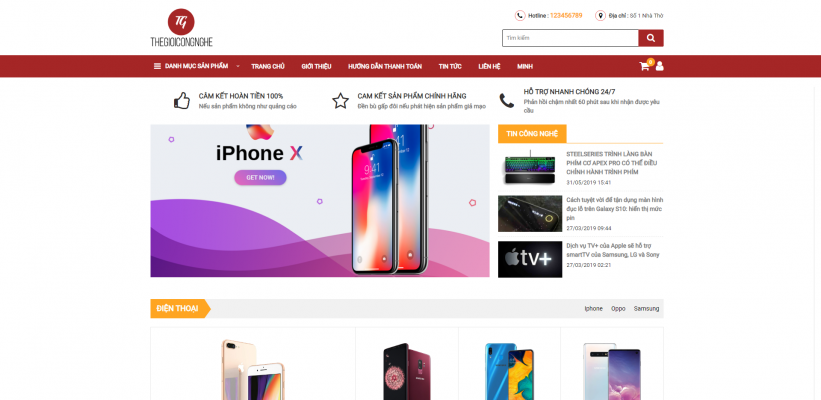 TG
THEGIOICONGNGHE
Hotline : 123456789
Địa chỉ : Số 1 Nhà Thờ
Tìm kiếm
DANH MỤC SẢN PHẨM
TRANG CHỦ
GIỚI THIỆU
HƯỚNG DẪN THANH TOÁN
TIN TỨC
LIÊN HỆ
MINH
0
CAM KẾT HOÀN TIỀN 100%
Nếu sản phẩm không như quảng cáo
CAM KẾT SẢN PHẨM CHÍNH HÃNG
Đền bù gấp đôi nếu phát hiện sản phẩm giả mạo
HỖ TRỢ NHANH CHÓNG 24/7
Phản hồi chậm nhất 60 phút sau khi nhận được yêu
cầu
iPhone X
GET NOW!
9:41
9:41
TIN CÔNG NGHỆ
STEELSERIES TRÌNH LÀNG BÀN
PHÍM CƠ APEX PRO CÓ THỂ ĐIỀU
CHỈNH HÀNH TRÌNH PHÍM
31/05/2019 15:41
Cách tuyệt vời để tận dụng màn hình
đục lỗ trên Galaxy S10: hiển thị mức
pin
27/03/2019 09:44
tv+
Dịch vụ TV+ của Apple sẽ hỗ trợ
smartTV của Samsung, LG và Sony
27/03/2019 02:21
ĐIỆN THOẠI
Iphone
Oppo
Samsung